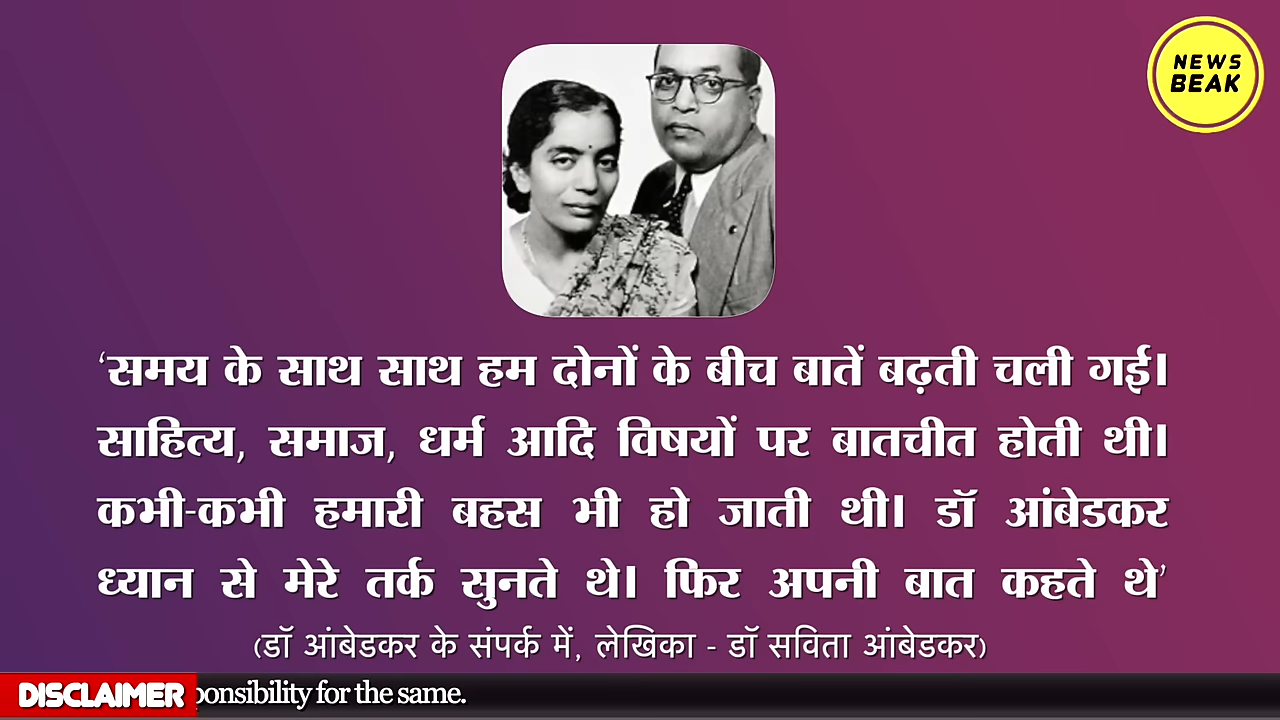 NEWS
BEAK
‘समय के साथ साथ हम दोनों के बीच बातें बढ़ती चली गई।
साहित्य, समाज, धर्म आदि विषयों पर बातचीत होती थी।
कभी-कभी हमारी बहस भी हो जाती थी। डॉ आंबेडकर
ध्यान से मेरे तर्क सुनते थे। फिर अपनी बात कहते थे’
(डॉ आंबेडकर के संपर्क में, लेखिका - डॉ सविता आंबेडकर)
DISCLAIMER ponsibility for the same.